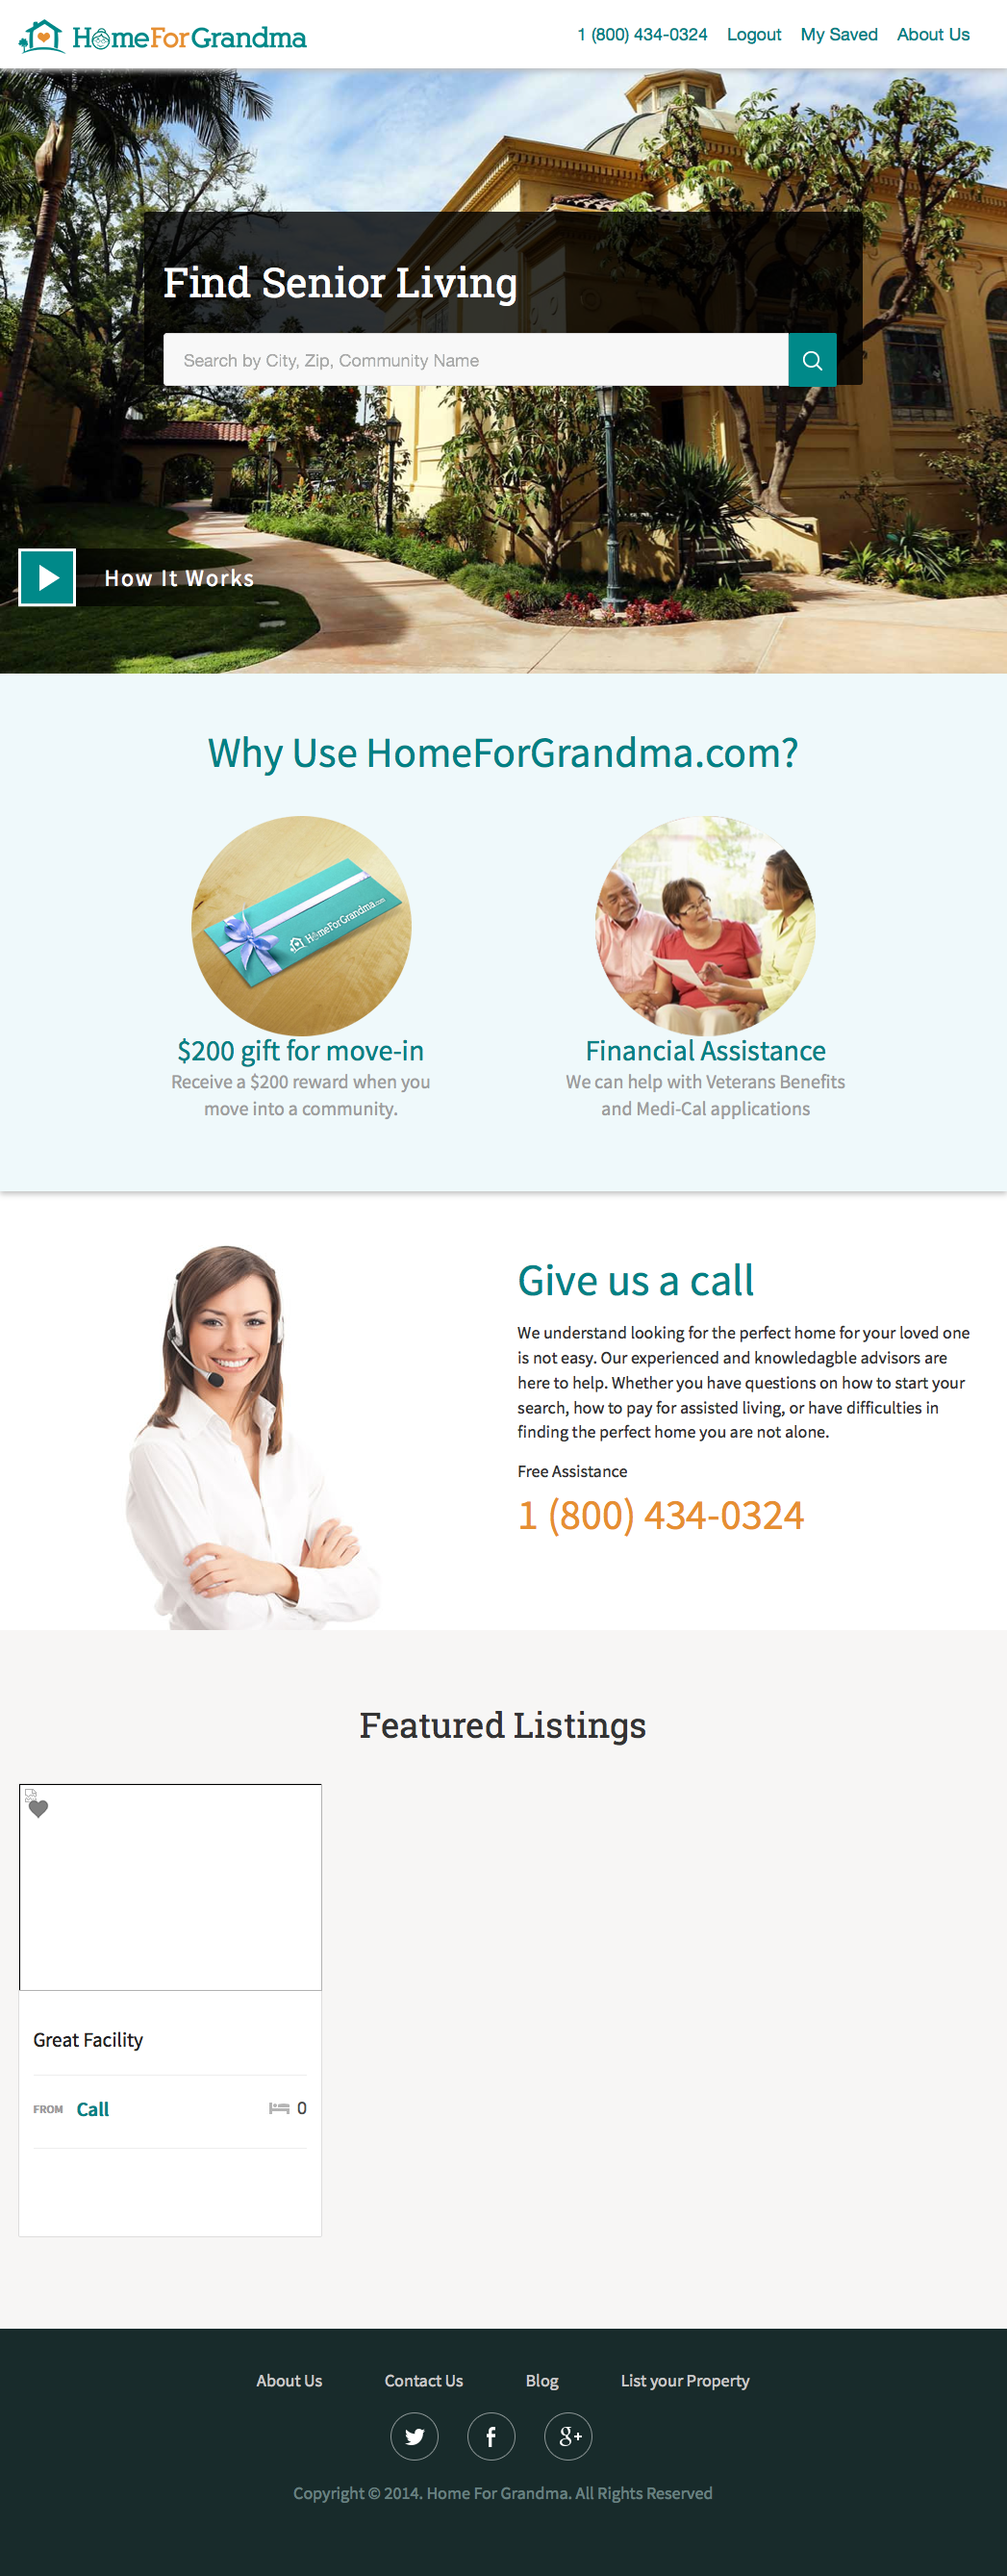 HomeForGrandma
1 (800) 434-0324 Logout My Saved About Us
Find Senior Living
Search by City, Zip, Community Name
How It Works
Why Use HomeForGrandma.com?
HomeForGrandma.com
$200 gift for move-in
Receive a $200 reward when you
move into a community.
Financial Assistance
We can help with Veterans Benefits
and Medi-Cal applications
Give us a call
We understand looking for the perfect home for your loved one
is not easy. Our experienced and knowledagble advisors are
here to help. Whether you have questions on how to start your
search, how to pay for assisted living, or have difficulties in
finding the perfect home you are not alone.
Free Assistance
1 (800) 434-0324
Featured Listings
Great Facility
FROM Call 0
About Us Contact Us Blog List your Property
Copyright © 2014. Home For Grandma. All Rights Reserved